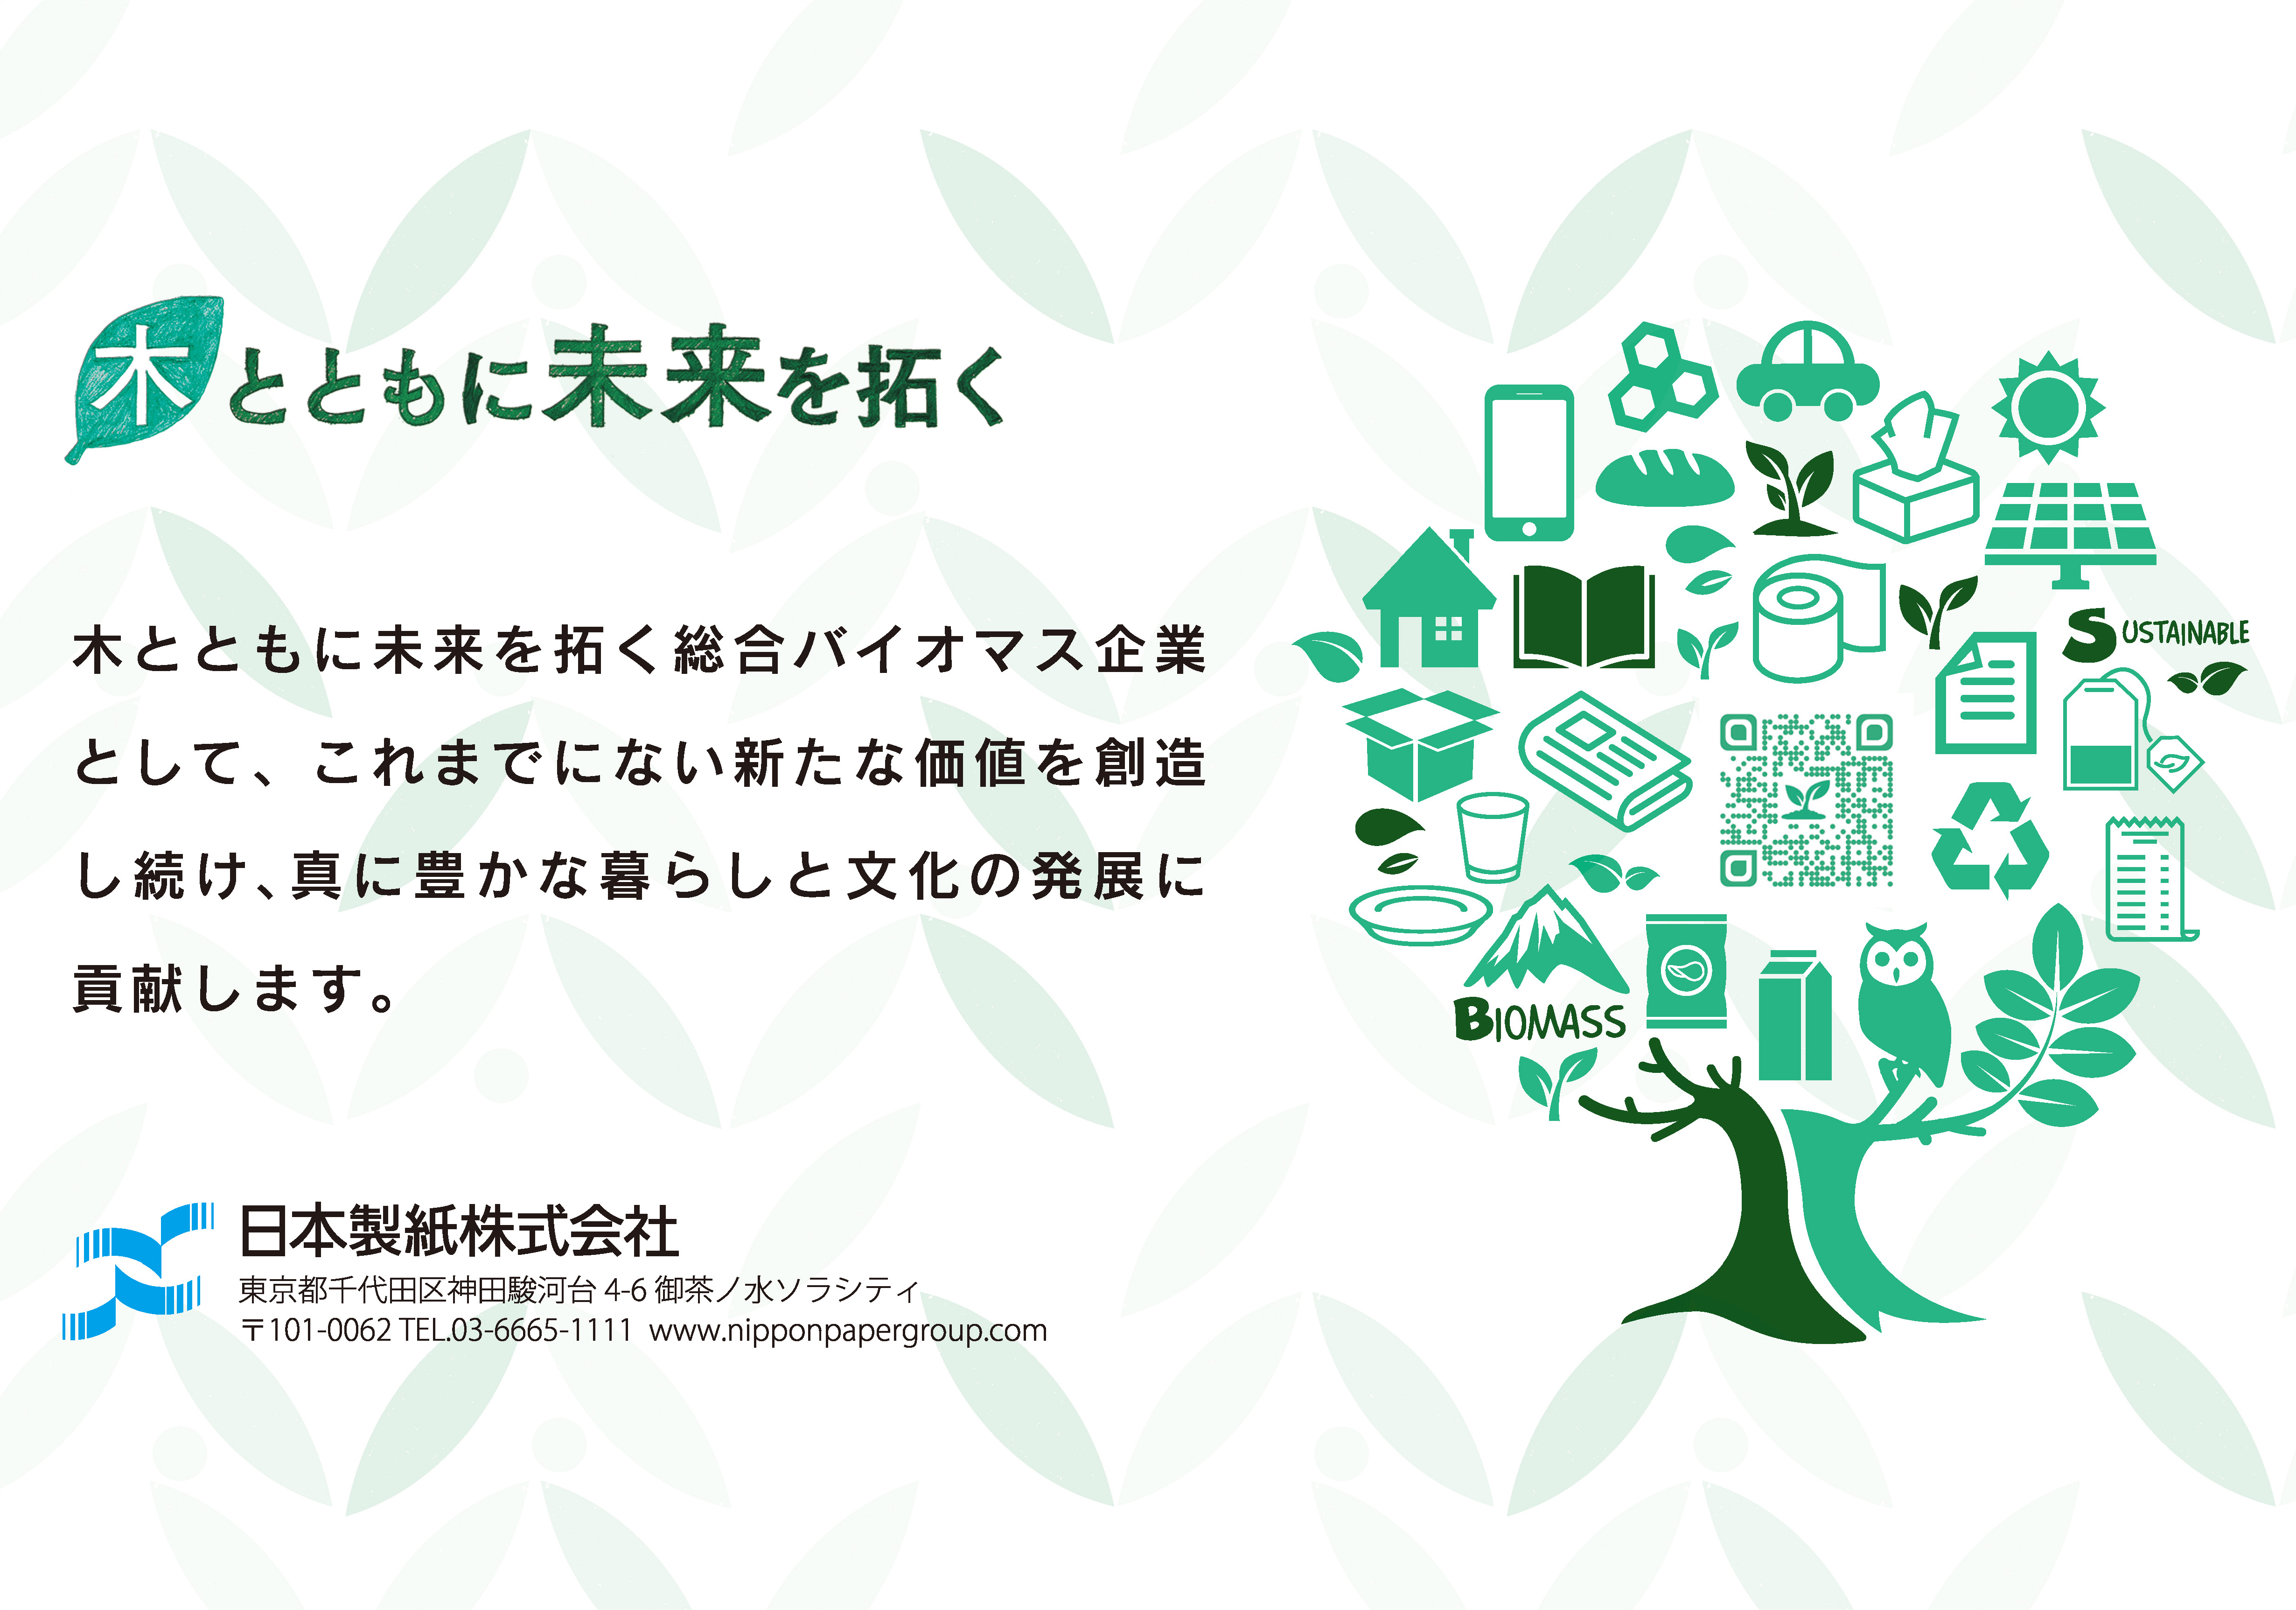 木とともに未来を拓く
木とともに未来を拓く総合バイオマス企業
として、これまでにない新たな価値を創造
し続け、真に豊かな暮らしと文化の発展に
貢献します。
SUSTAINABLE
BIOMASS
日本製紙株式会社
東京都千代田区神田駿河台 4-6 御茶ノ水ソラシティ
〒101-0062 TEL.03-6665-1111 www.nipponpapergroup.com